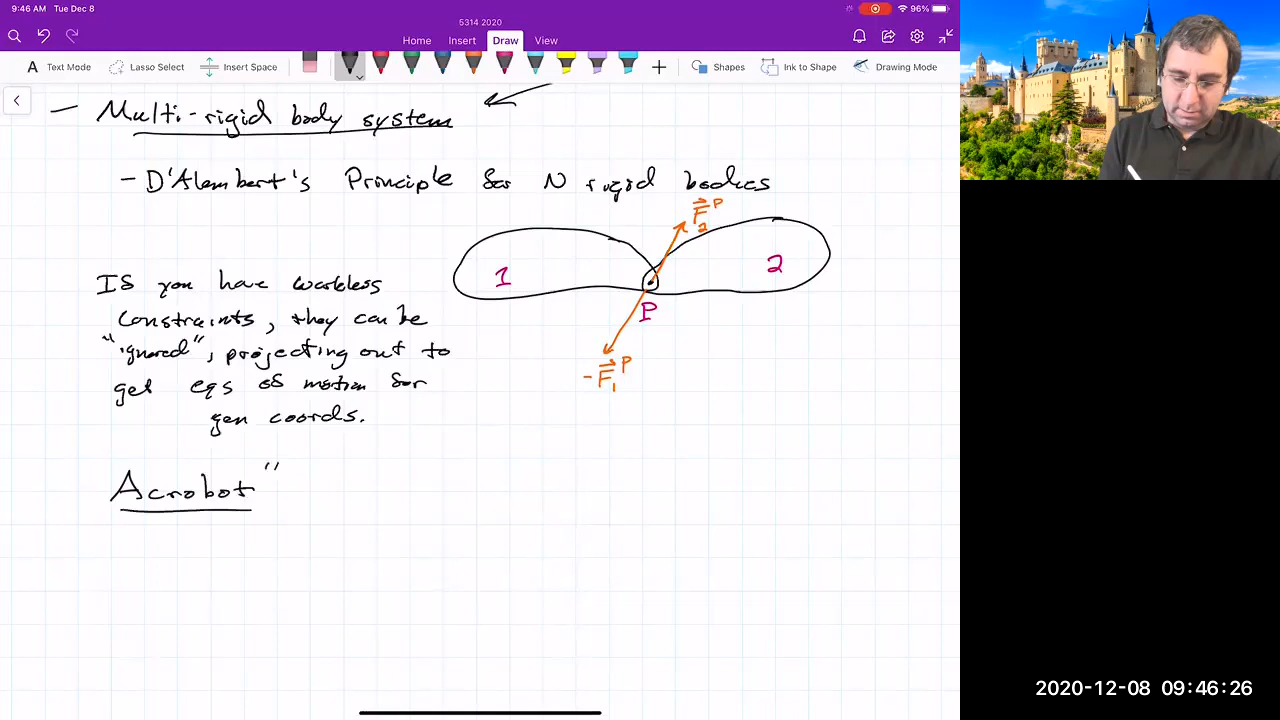 9:46 AM Tue Dec 8
96%
5314 2020
Home Insert Draw View
Text Mode Lasso Select Insert Space Shapes Ink to Shape Drawing Mode
- Multi-rigid body system
- D'Alembert's Principle for N rigid bodies
F₂ᴾ
1 2
P
-F₁ᴾ
If you have workless
constraints, they can be
"ignored", projecting out to
get eqs of motion for
gen coords.
Acrobot "
2020-12-08 09:46:26